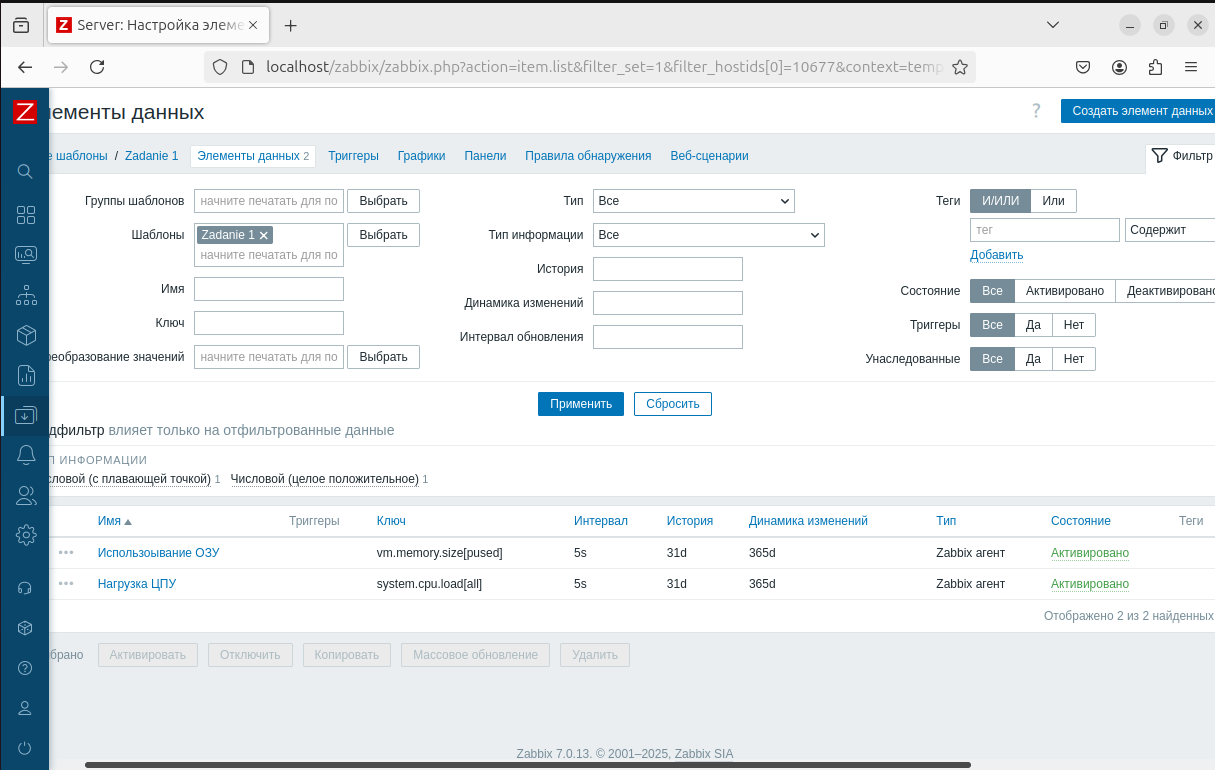 Server: Настройка элеме
localhost/zabbix/zabbix.php?action=item.list&filter_set=1&filter_hostids[0]=10677&context=temp
Z
лементы данных
? Создать элемент данных
е шаблоны / Zadanie 1 Элементы данных 2 Триггеры Графики Панели Правила обнаружения Веб-сценарии Фильтр
Группы шаблонов начните печатать для по Выбрать
Шаблоны Zadanie 1 Выбрать
начните печатать для по
Имя
Ключ
реобразование значений начните печатать для по Выбрать
Тип Все
Тип информации Все
История
Динамика изменений
Интервал обновления
Теги И/ИЛИ Или
тег Содержит
Добавить
Состояние Все Активировано Деактивировано
Триггеры Все Да Нет
Унаследованные Все Да Нет
Применить Сбросить
дфильтр влияет только на отфильтрованные данные
П ИНФОРМАЦИИ
словой (с плавающей точкой) 1 Числовой (целое положительное) 1
Имя Триггеры Ключ Интервал История Динамика изменений Тип Состояние Теги
Использоывание ОЗУ vm.memory.size[pused] 5s 31d 365d Zabbix агент Активировано
Нагрузка ЦПУ system.cpu.load[all] 5s 31d 365d Zabbix агент Активировано
Отображено 2 из 2 найденных
брано Активировать Отключить Копировать Массовое обновление Удалить
Zabbix 7.0.13. © 2001–2025, Zabbix SIA